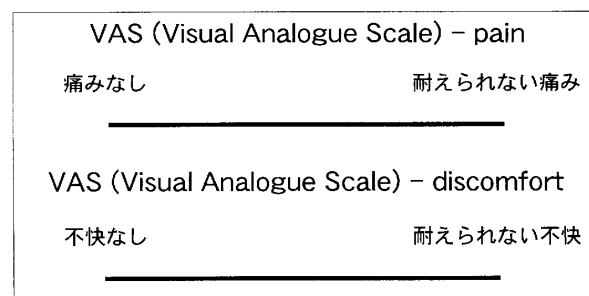 VAS (Visual Analogue Scale) – pain
痛みなし 耐えられない痛み
VAS (Visual Analogue Scale) – discomfort
不快なし 耐えられない不快